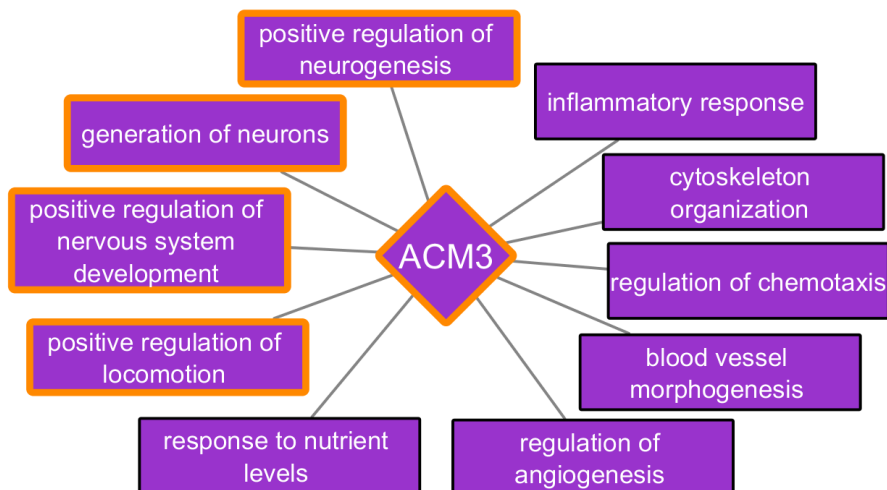 positive regulation of
neurogenesis
inflammatory response
generation of neurons
cytoskeleton
organization
positive regulation of
nervous system
development
ACM3
regulation of chemotaxis
positive regulation of
locomotion
blood vessel
morphogenesis
response to nutrient
levels
regulation of
angiogenesis